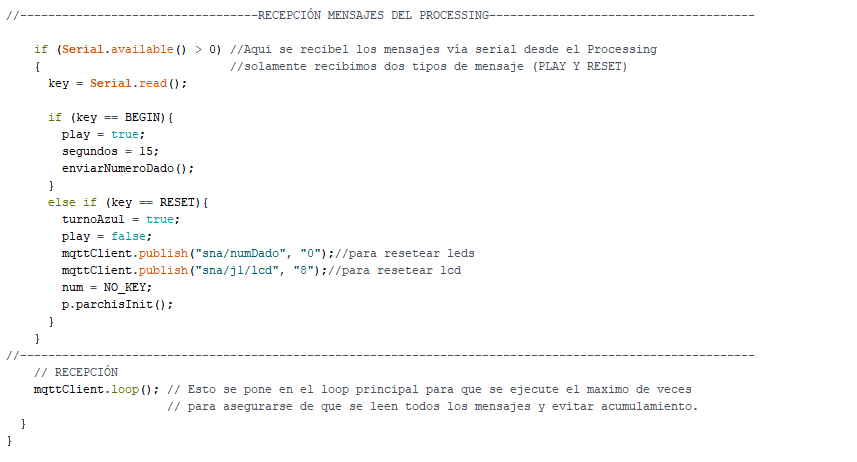 //----------------------------------RECEPCIÓN MENSAJES DEL PROCESSING--------------------------------------
if (Serial.available() > 0) //Aqui se recibel los mensajes vía serial desde el Processing
{ //solamente recibimos dos tipos de mensaje (PLAY Y RESET)
key = Serial.read();
if (key == BEGIN){
play = true;
segundos = 15;
enviarNumeroDado();
}
else if (key == RESET){
turnoAzul = true;
play = false;
mqttClient.publish("sna/numDado", "0");//para resetear leds
mqttClient.publish("sna/j1/lcd", "8");//para resetear lcd
num = NO_KEY;
p.parchisInit();
}
}
//---------------------------------------------------------------------------------------------------------
// RECEPCIÓN
mqttClient.loop(); // Esto se pone en el loop principal para que se ejecute el maximo de veces
// para asegurarse de que se leen todos los mensajes y evitar acumulamiento.
}
}